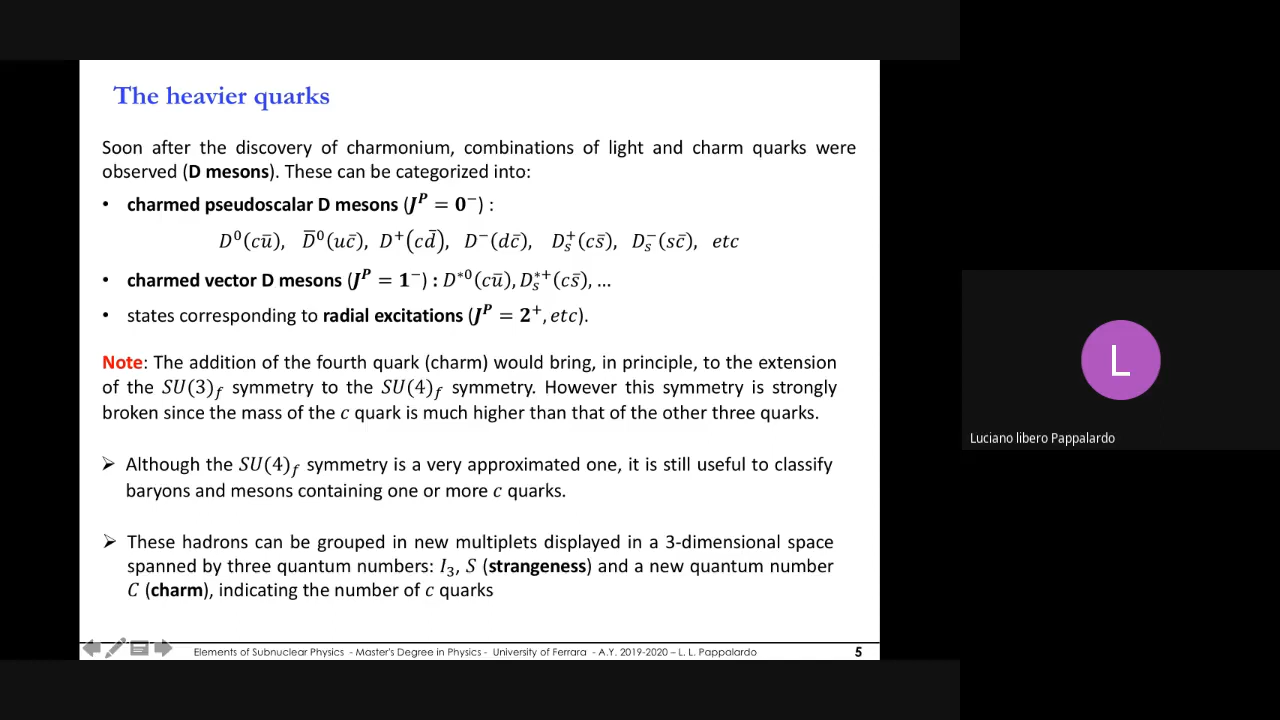 The heavier quarks
Soon after the discovery of charmonium, combinations of light and charm quarks were
observed (D mesons). These can be categorized into:
• charmed pseudoscalar D mesons (J^P = 0^−) :
D^0(cū), D̄^0(uc̄), D^+(cd̄), D^−(dc̄), D_s^+(cs̄), D_s^−(sc̄), etc
• charmed vector D mesons (J^P = 1^−) : D^{*0}(cū), D_s^{*+}(cs̄), …
• states corresponding to radial excitations (J^P = 2^+, etc).
Note: The addition of the fourth quark (charm) would bring, in principle, to the extension
of the SU(3)_f symmetry to the SU(4)_f symmetry. However this symmetry is strongly
broken since the mass of the c quark is much higher than that of the other three quarks.
➢ Although the SU(4)_f symmetry is a very approximated one, it is still useful to classify
baryons and mesons containing one or more c quarks.
➢ These hadrons can be grouped in new multiplets displayed in a 3-dimensional space
spanned by three quantum numbers: I_3, S (strangeness) and a new quantum number
C (charm), indicating the number of c quarks
Elements of Subnuclear Physics - Master's Degree in Physics - University of Ferrara - A.Y. 2019-2020 – L. L. Pappalardo
5
L
Luciano libero Pappalardo